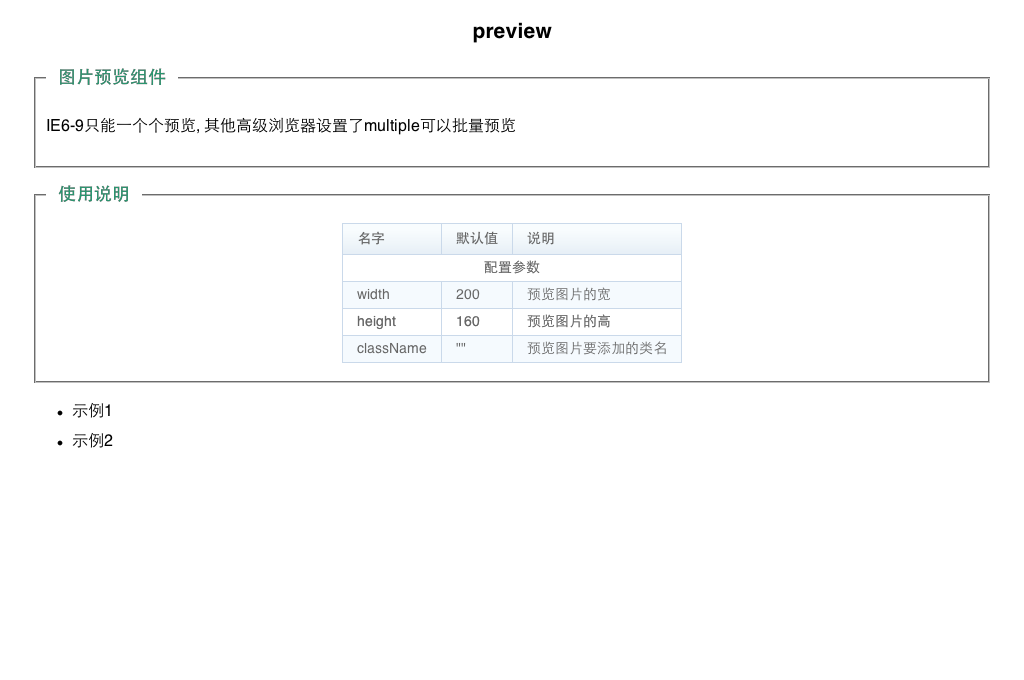 preview
图片预览组件
IE6-9只能一个个预览, 其他高级浏览器设置了multiple可以批量预览
使用说明
名字 默认值 说明
配置参数
width 200 预览图片的宽
height 160 预览图片的高
className "" 预览图片要添加的类名
示例1
示例2